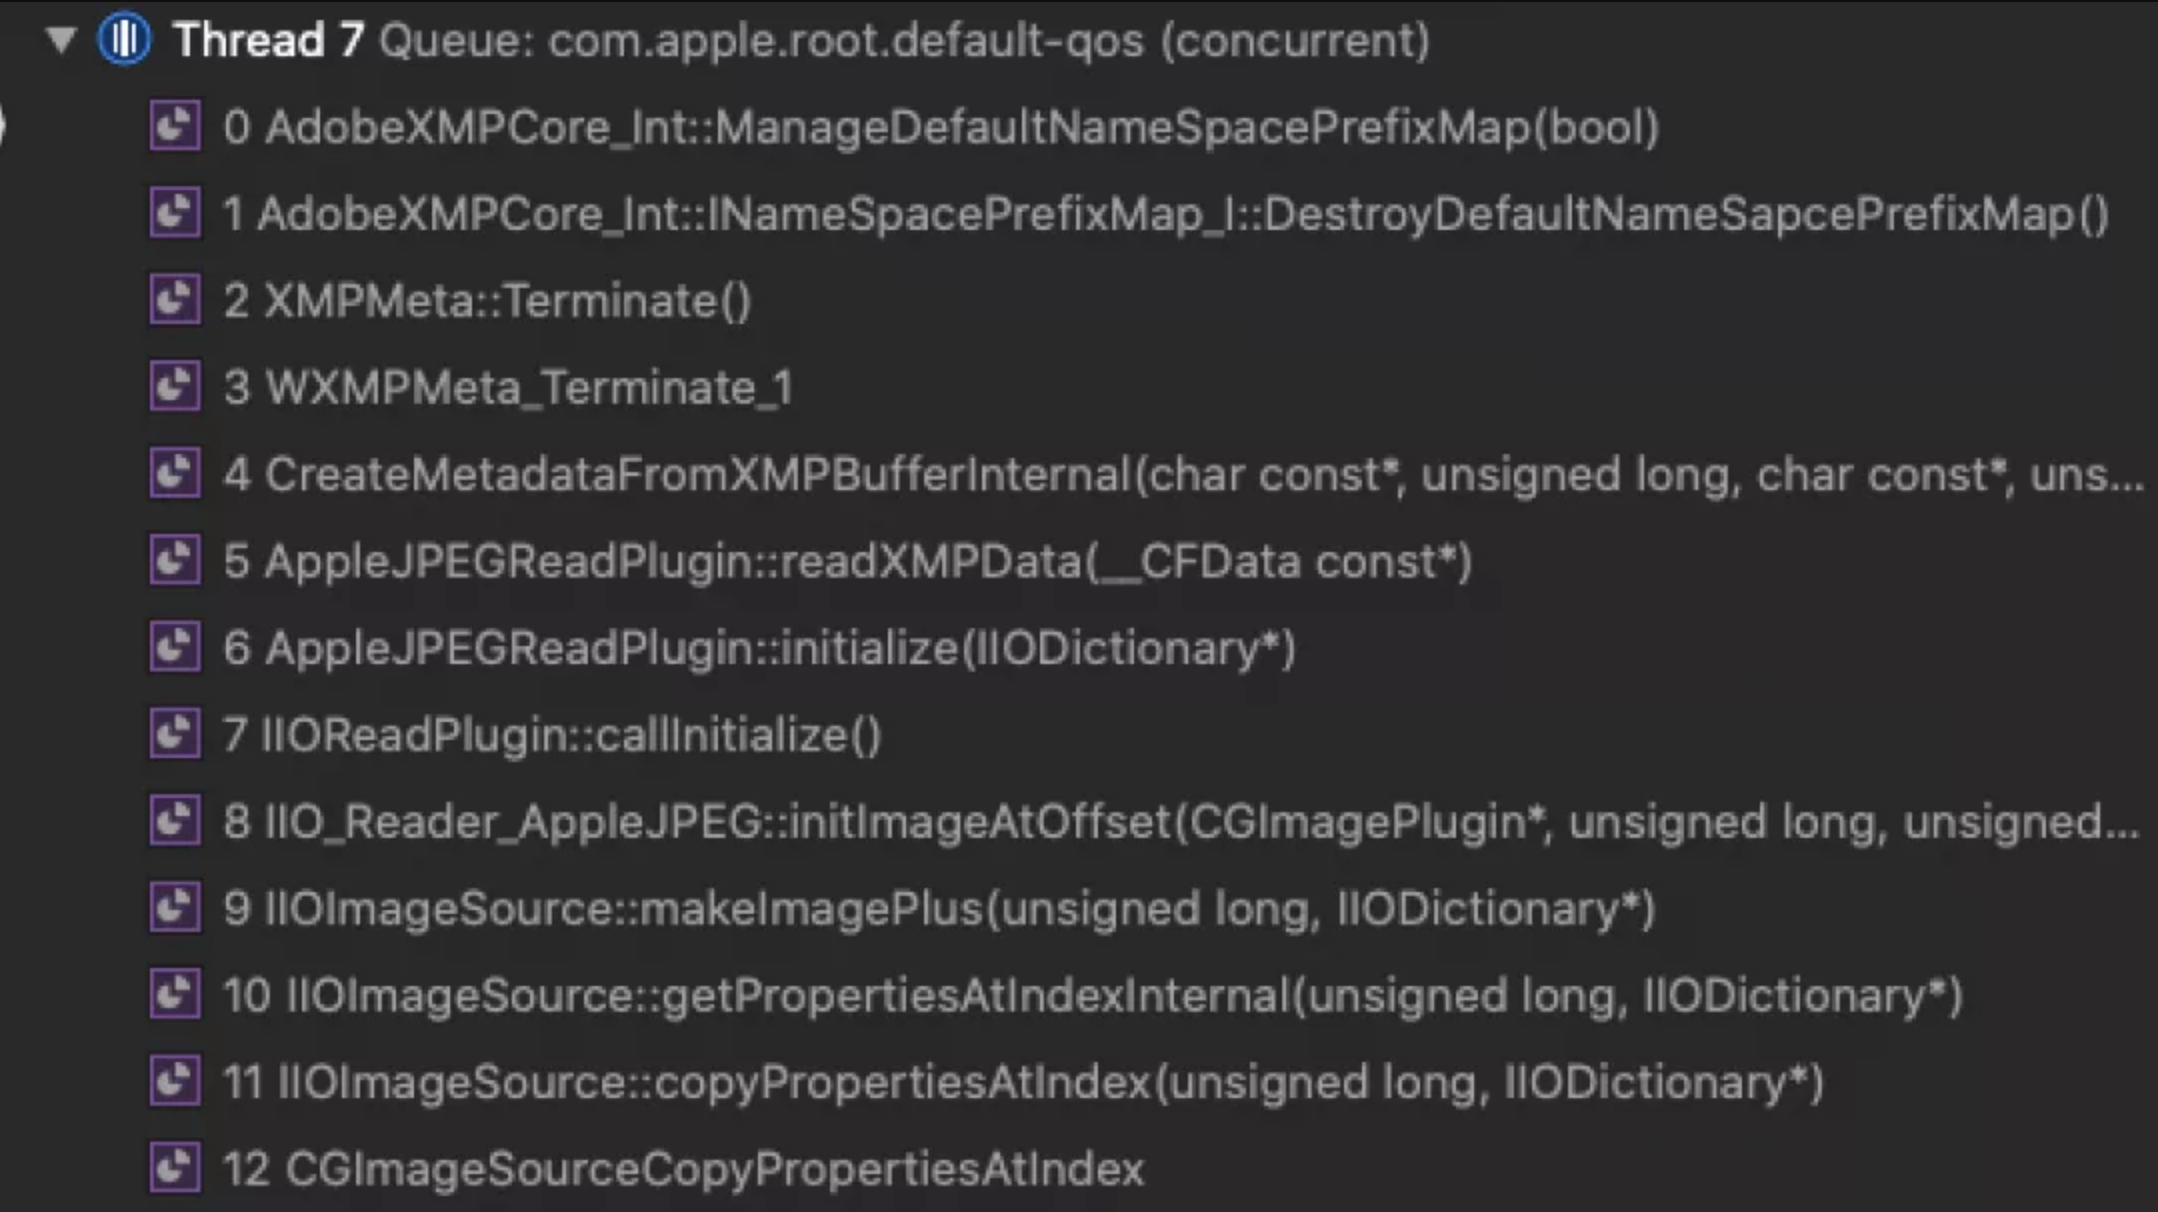 Thread 7 Queue: com.apple.root.default-qos (concurrent)
0 AdobeXMPCore_Int::ManageDefaultNameSpacePrefixMap(bool)
1 AdobeXMPCore_Int::INameSpacePrefixMap_I::DestroyDefaultNameSapcePrefixMap()
2 XMPMeta::Terminate()
3 WXMPMeta_Terminate_1
4 CreateMetadataFromXMPBufferInternal(char const*, unsigned long, char const*, uns...
5 AppleJPEGReadPlugin::readXMPData(__CFData const*)
6 AppleJPEGReadPlugin::initialize(IIODictionary*)
7 IIOReadPlugin::callInitialize()
8 IIO_Reader_AppleJPEG::initImageAtOffset(CGImagePlugin*, unsigned long, unsigned...
9 IIOImageSource::makeImagePlus(unsigned long, IIODictionary*)
10 IIOImageSource::getPropertiesAtIndexInternal(unsigned long, IIODictionary*)
11 IIOImageSource::copyPropertiesAtIndex(unsigned long, IIODictionary*)
12 CGImageSourceCopyPropertiesAtIndex